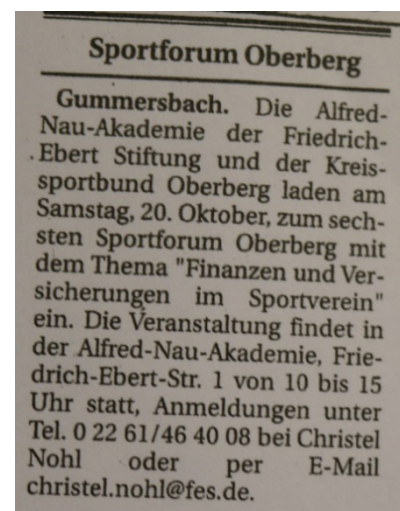 Sportforum Oberberg
Gummersbach. Die Alfred-
Nau-Akademie der Friedrich-
Ebert Stiftung und der Kreis-
sportbund Oberberg laden am
Samstag, 20. Oktober, zum sech-
sten Sportforum Oberberg mit
dem Thema "Finanzen und Ver-
sicherungen im Sportverein"
ein. Die Veranstaltung findet in
der Alfred-Nau-Akademie, Frie-
drich-Ebert-Str. 1 von 10 bis 15
Uhr statt, Anmeldungen unter
Tel. 0 22 61/46 40 08 bei Christel
Nohl oder per E-Mail
christel.nohl@fes.de.